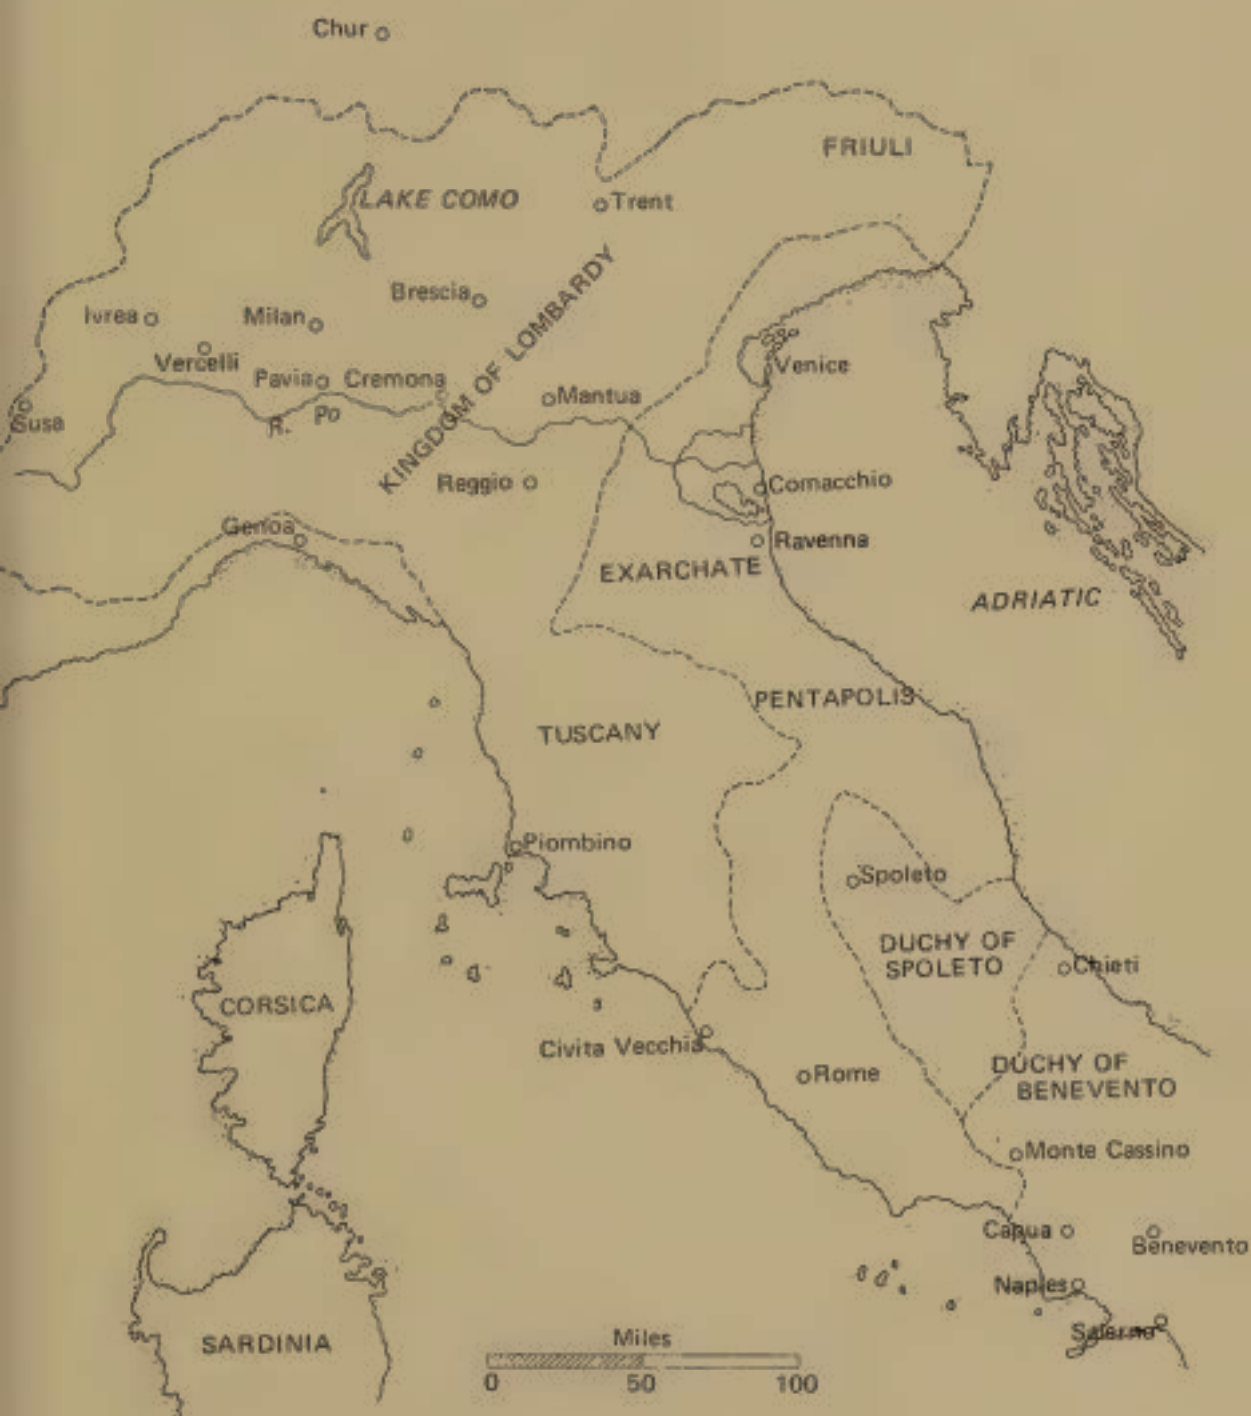 Chur
FRIULI
LAKE COMO
Trent
Brescia
KINGDOM OF LOMBARDY
Ivrea
Milan
Vercelli
Pavia
Cremona
Venice
Mantua
Susa
R. Po
Reggio
Comacchio
Genoa
Ravenna
EXARCHATE
ADRIATIC
PENTAPOLIS
TUSCANY
Piombino
Spoleto
DUCHY OF
SPOLETO
Chieti
CORSICA
Civita Vecchia
Rome
DUCHY OF
BENEVENTO
Monte Cassino
Capua
Benevento
Naples
Salerno
SARDINIA
Miles
0 50 100